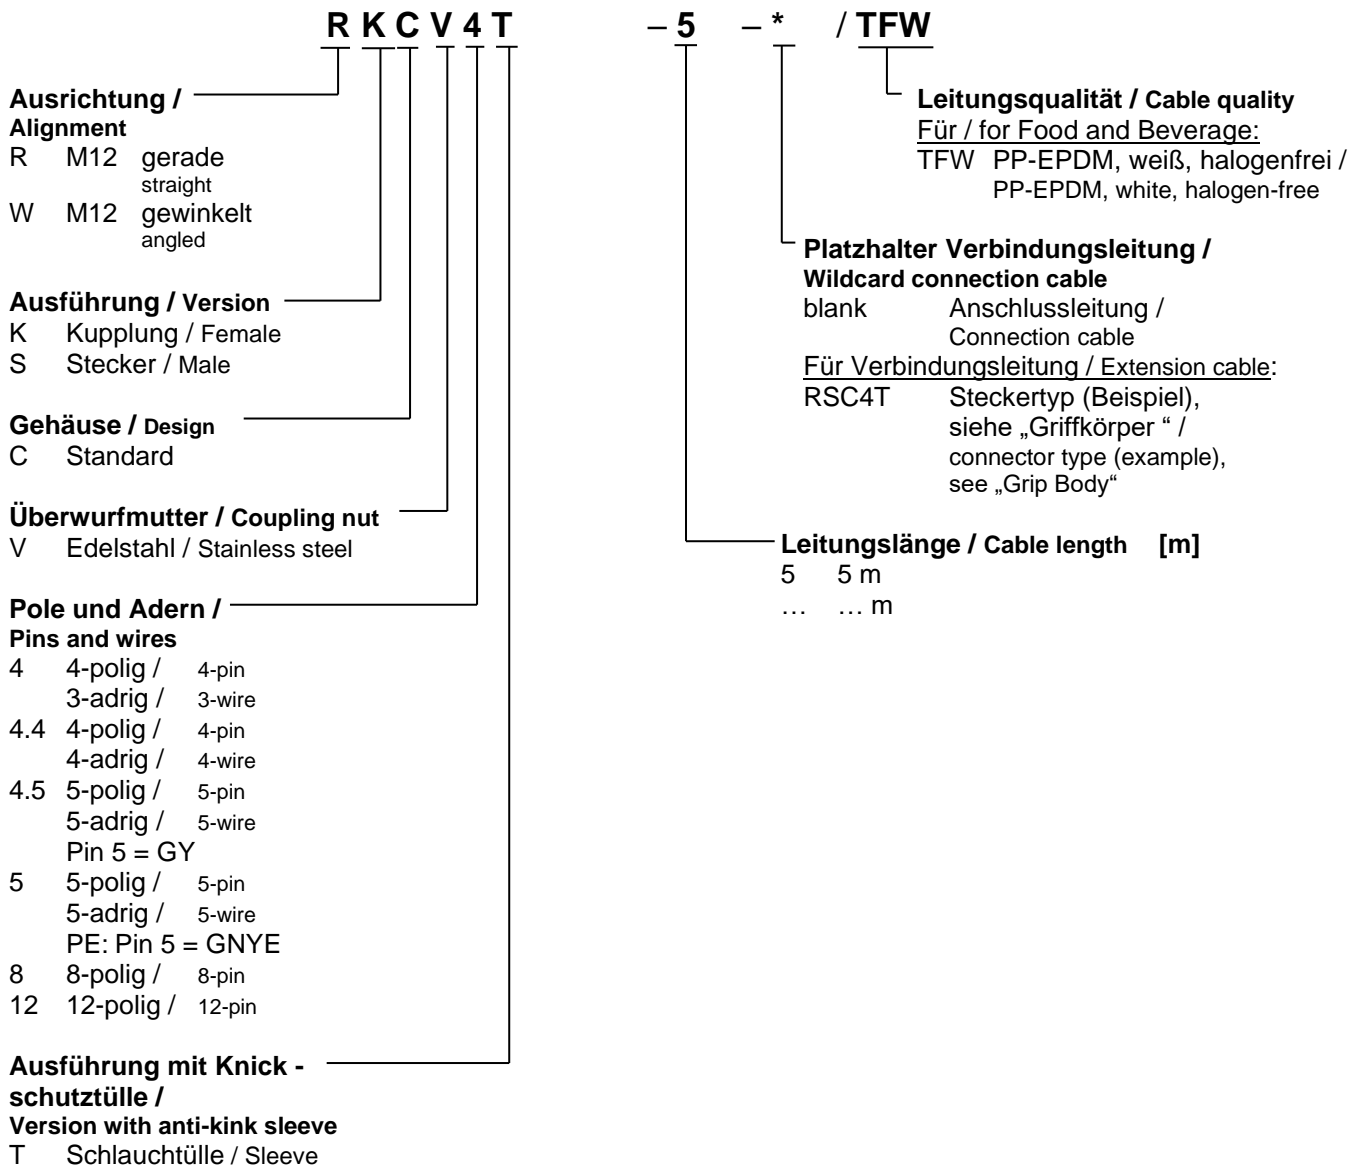 R K C V 4 T – 5 – * / TFW
Ausrichtung /
Alignment
R M12 gerade
straight
W M12 gewinkelt
angled
Ausführung / Version
K Kupplung / Female
S Stecker / Male
Gehäuse / Design
C Standard
Überwurfmutter / Coupling nut
V Edelstahl / Stainless steel
Pole und Adern /
Pins and wires
4 4-polig / 4-pin
3-adrig / 3-wire
4.4 4-polig / 4-pin
4-adrig / 4-wire
4.5 5-polig / 5-pin
5-adrig / 5-wire
Pin 5 = GY
5 5-polig / 5-pin
5-adrig / 5-wire
PE: Pin 5 = GNYE
8 8-polig / 8-pin
12 12-polig / 12-pin
Ausführung mit Knick -
schutztülle /
Version with anti-kink sleeve
T Schlauchtülle / Sleeve
Leitungsqualität / Cable quality
Für / for Food and Beverage:
TFW PP-EPDM, weiß, halogenfrei /
PP-EPDM, white, halogen-free
Platzhalter Verbindungsleitung /
Wildcard connection cable
blank Anschlussleitung /
Connection cable
Für Verbindungsleitung / Extension cable:
RSC4T Steckertyp (Beispiel),
siehe „Griffkörper “ /
connector type (example),
see „Grip Body“
Leitungslänge / Cable length [m]
5 5 m
… … m